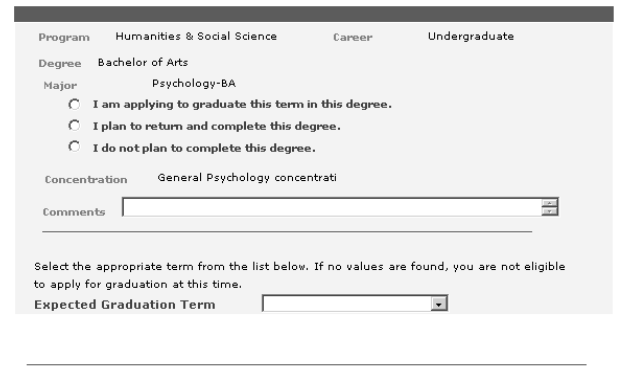 Program Humanities & Social Science Career Undergraduate
Degree Bachelor of Arts
Major Psychology-BA
I am applying to graduate this term in this degree.
I plan to return and complete this degree.
I do not plan to complete this degree.
Concentration General Psychology concentrati
Comments
Select the appropriate term from the list below. If no values are found, you are not eligible
to apply for graduation at this time.
Expected Graduation Term